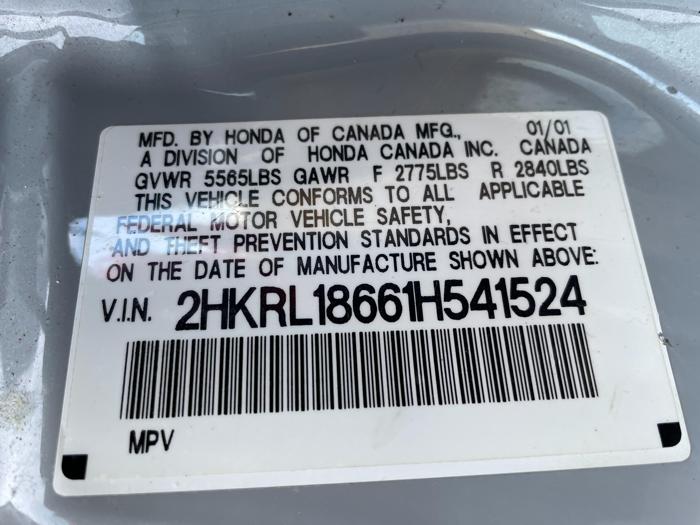 MFD. BY HONDA OF CANADA MFG., 01/01
A DIVISION OF HONDA CANADA INC. CANADA
GVWR 5565LBS GAWR F 2775LBS R 2840LBS
THIS VEHICLE CONFORMS TO ALL APPLICABLE
FEDERAL MOTOR VEHICLE SAFETY,
AND THEFT PREVENTION STANDARDS IN EFFECT
ON THE DATE OF MANUFACTURE SHOWN ABOVE:
V.I.N. 2HKRL18661H541524
MPV